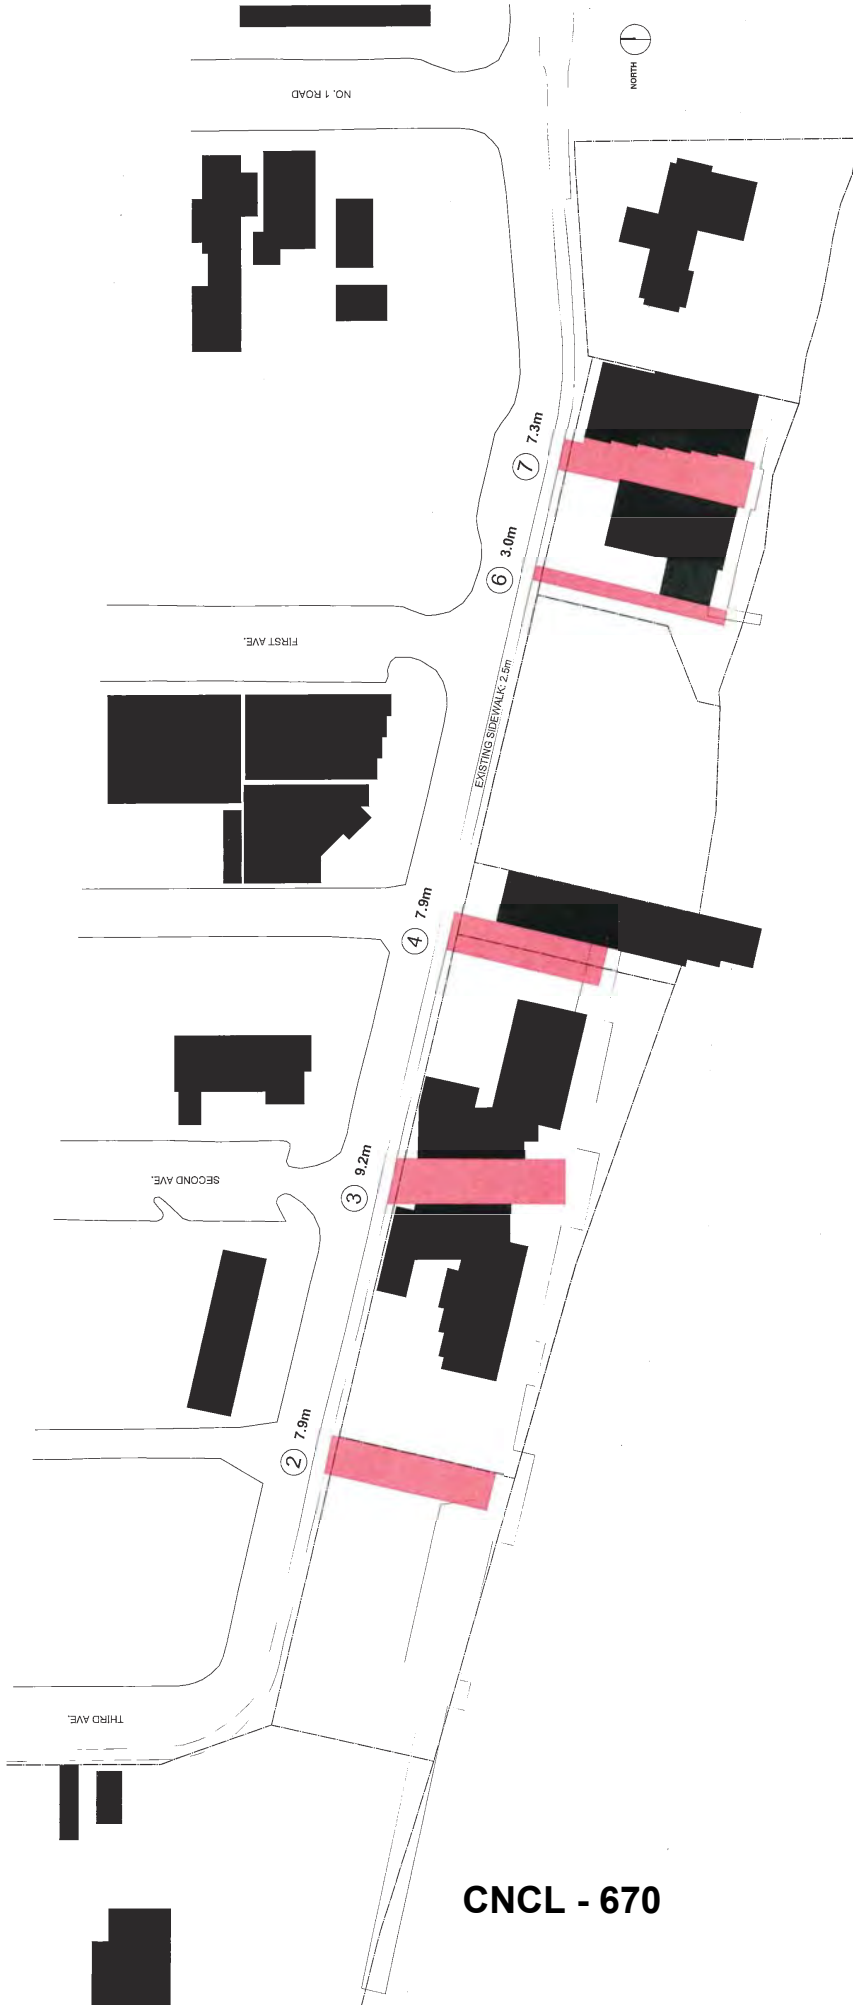 NORTH
NO. 1 ROAD
7 7.3m
6 3.0m
FIRST AVE.
EXISTING SIDEWALK: 2.5m
4 7.9m
3 9.2m
SECOND AVE.
2 7.9m
THIRD AVE.
CNCL - 670